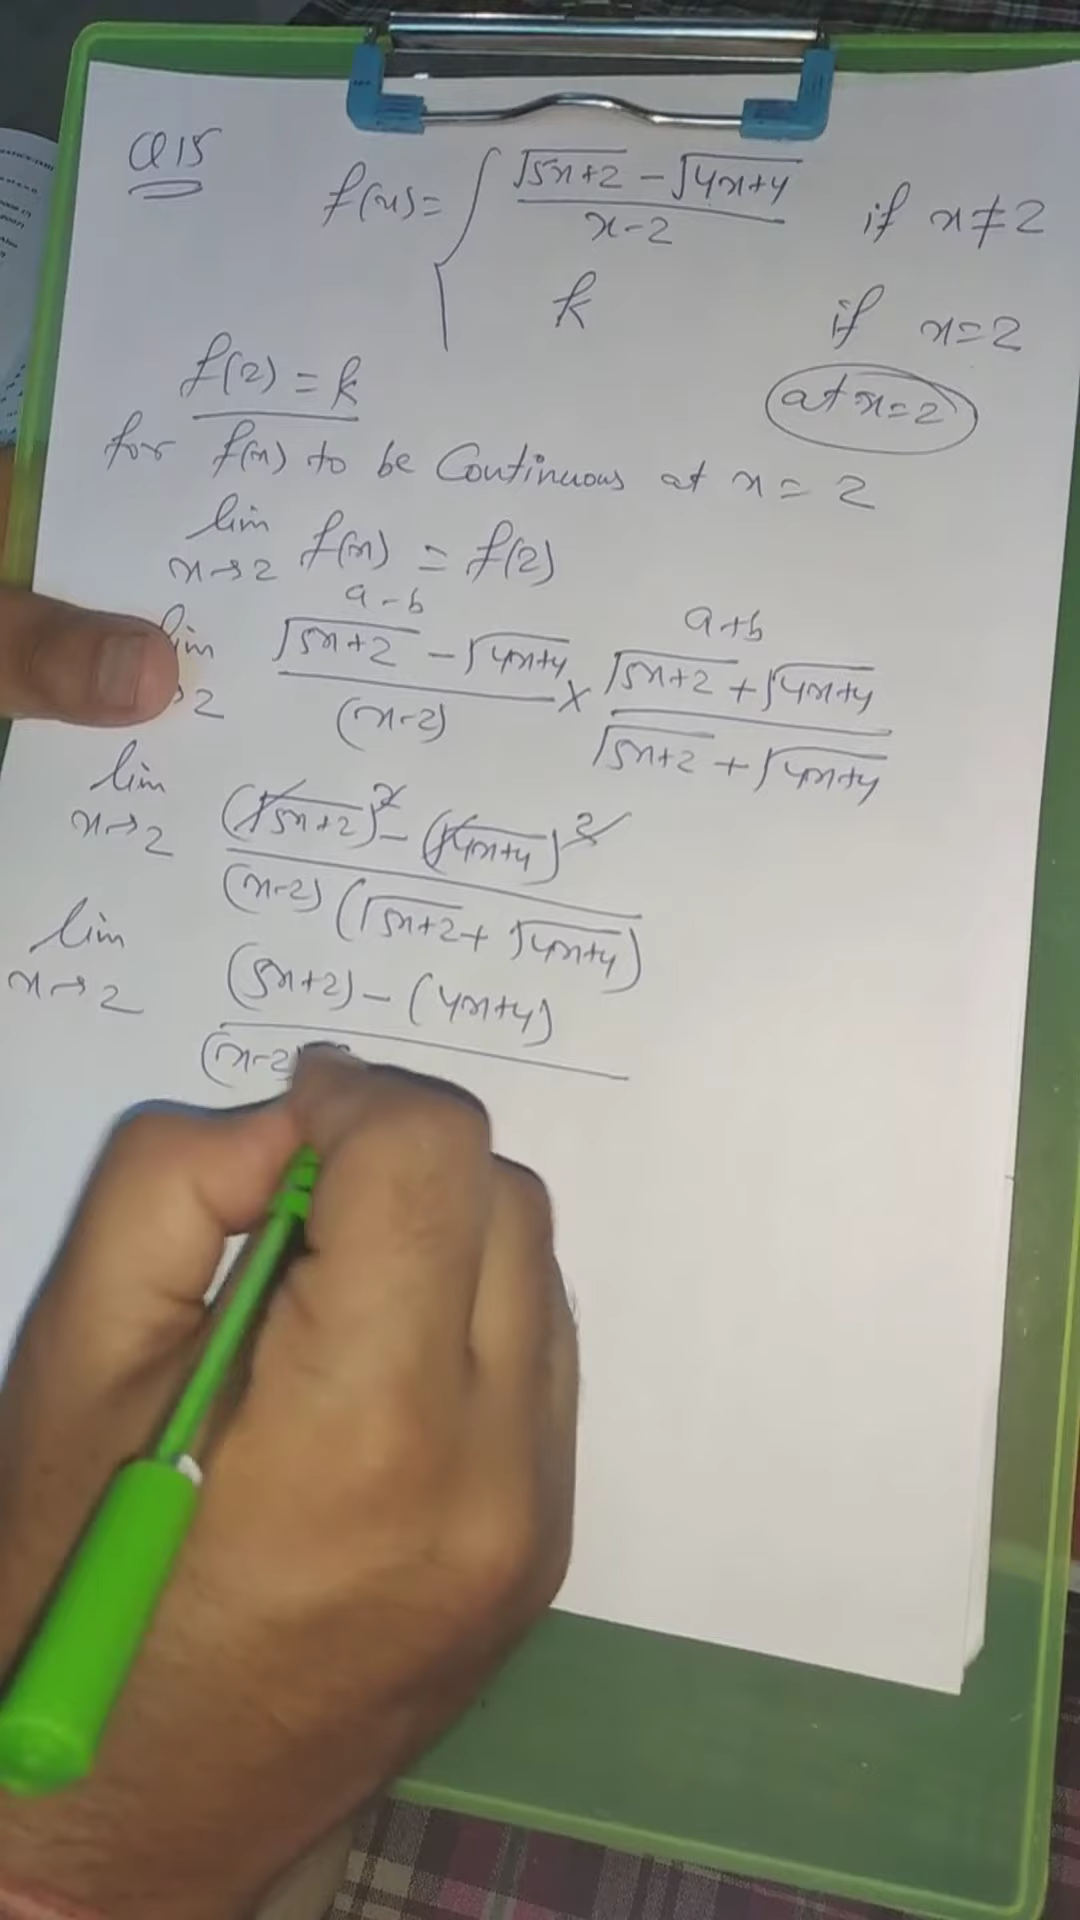 Q15
f(x) = { √5x+2 - √4x+4 / x-2 if x≠2
k if x=2
f(2) = k
at x=2
for f(x) to be Continuous at x = 2
lim x→2 f(x) = f(2)
a-b a+b
lim →2 √5x+2 - √4x+4 / (x-2) × √5x+2 + √4x+4 / √5x+2 + √4x+4
lim x→2 (√5x+2)² - (√4x+4)² / (x-2) (√5x+2 + √4x+4)
lim x→2 (5x+2) - (4x+4) / (x-2)